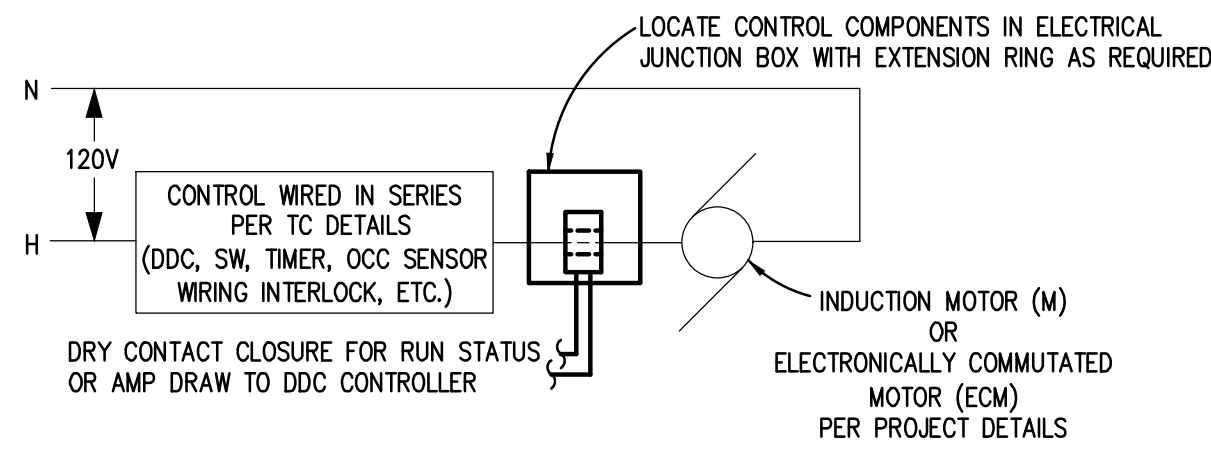 LOCATE CONTROL COMPONENTS IN ELECTRICAL
JUNCTION BOX WITH EXTENSION RING AS REQUIRED
N
120V
H
CONTROL WIRED IN SERIES
PER TC DETAILS
(DDC, SW, TIMER, OCC SENSOR
WIRING INTERLOCK, ETC.)
DRY CONTACT CLOSURE FOR RUN STATUS
OR AMP DRAW TO DDC CONTROLLER
INDUCTION MOTOR (M)
OR
ELECTRONICALLY COMMUTATED
MOTOR (ECM)
PER PROJECT DETAILS